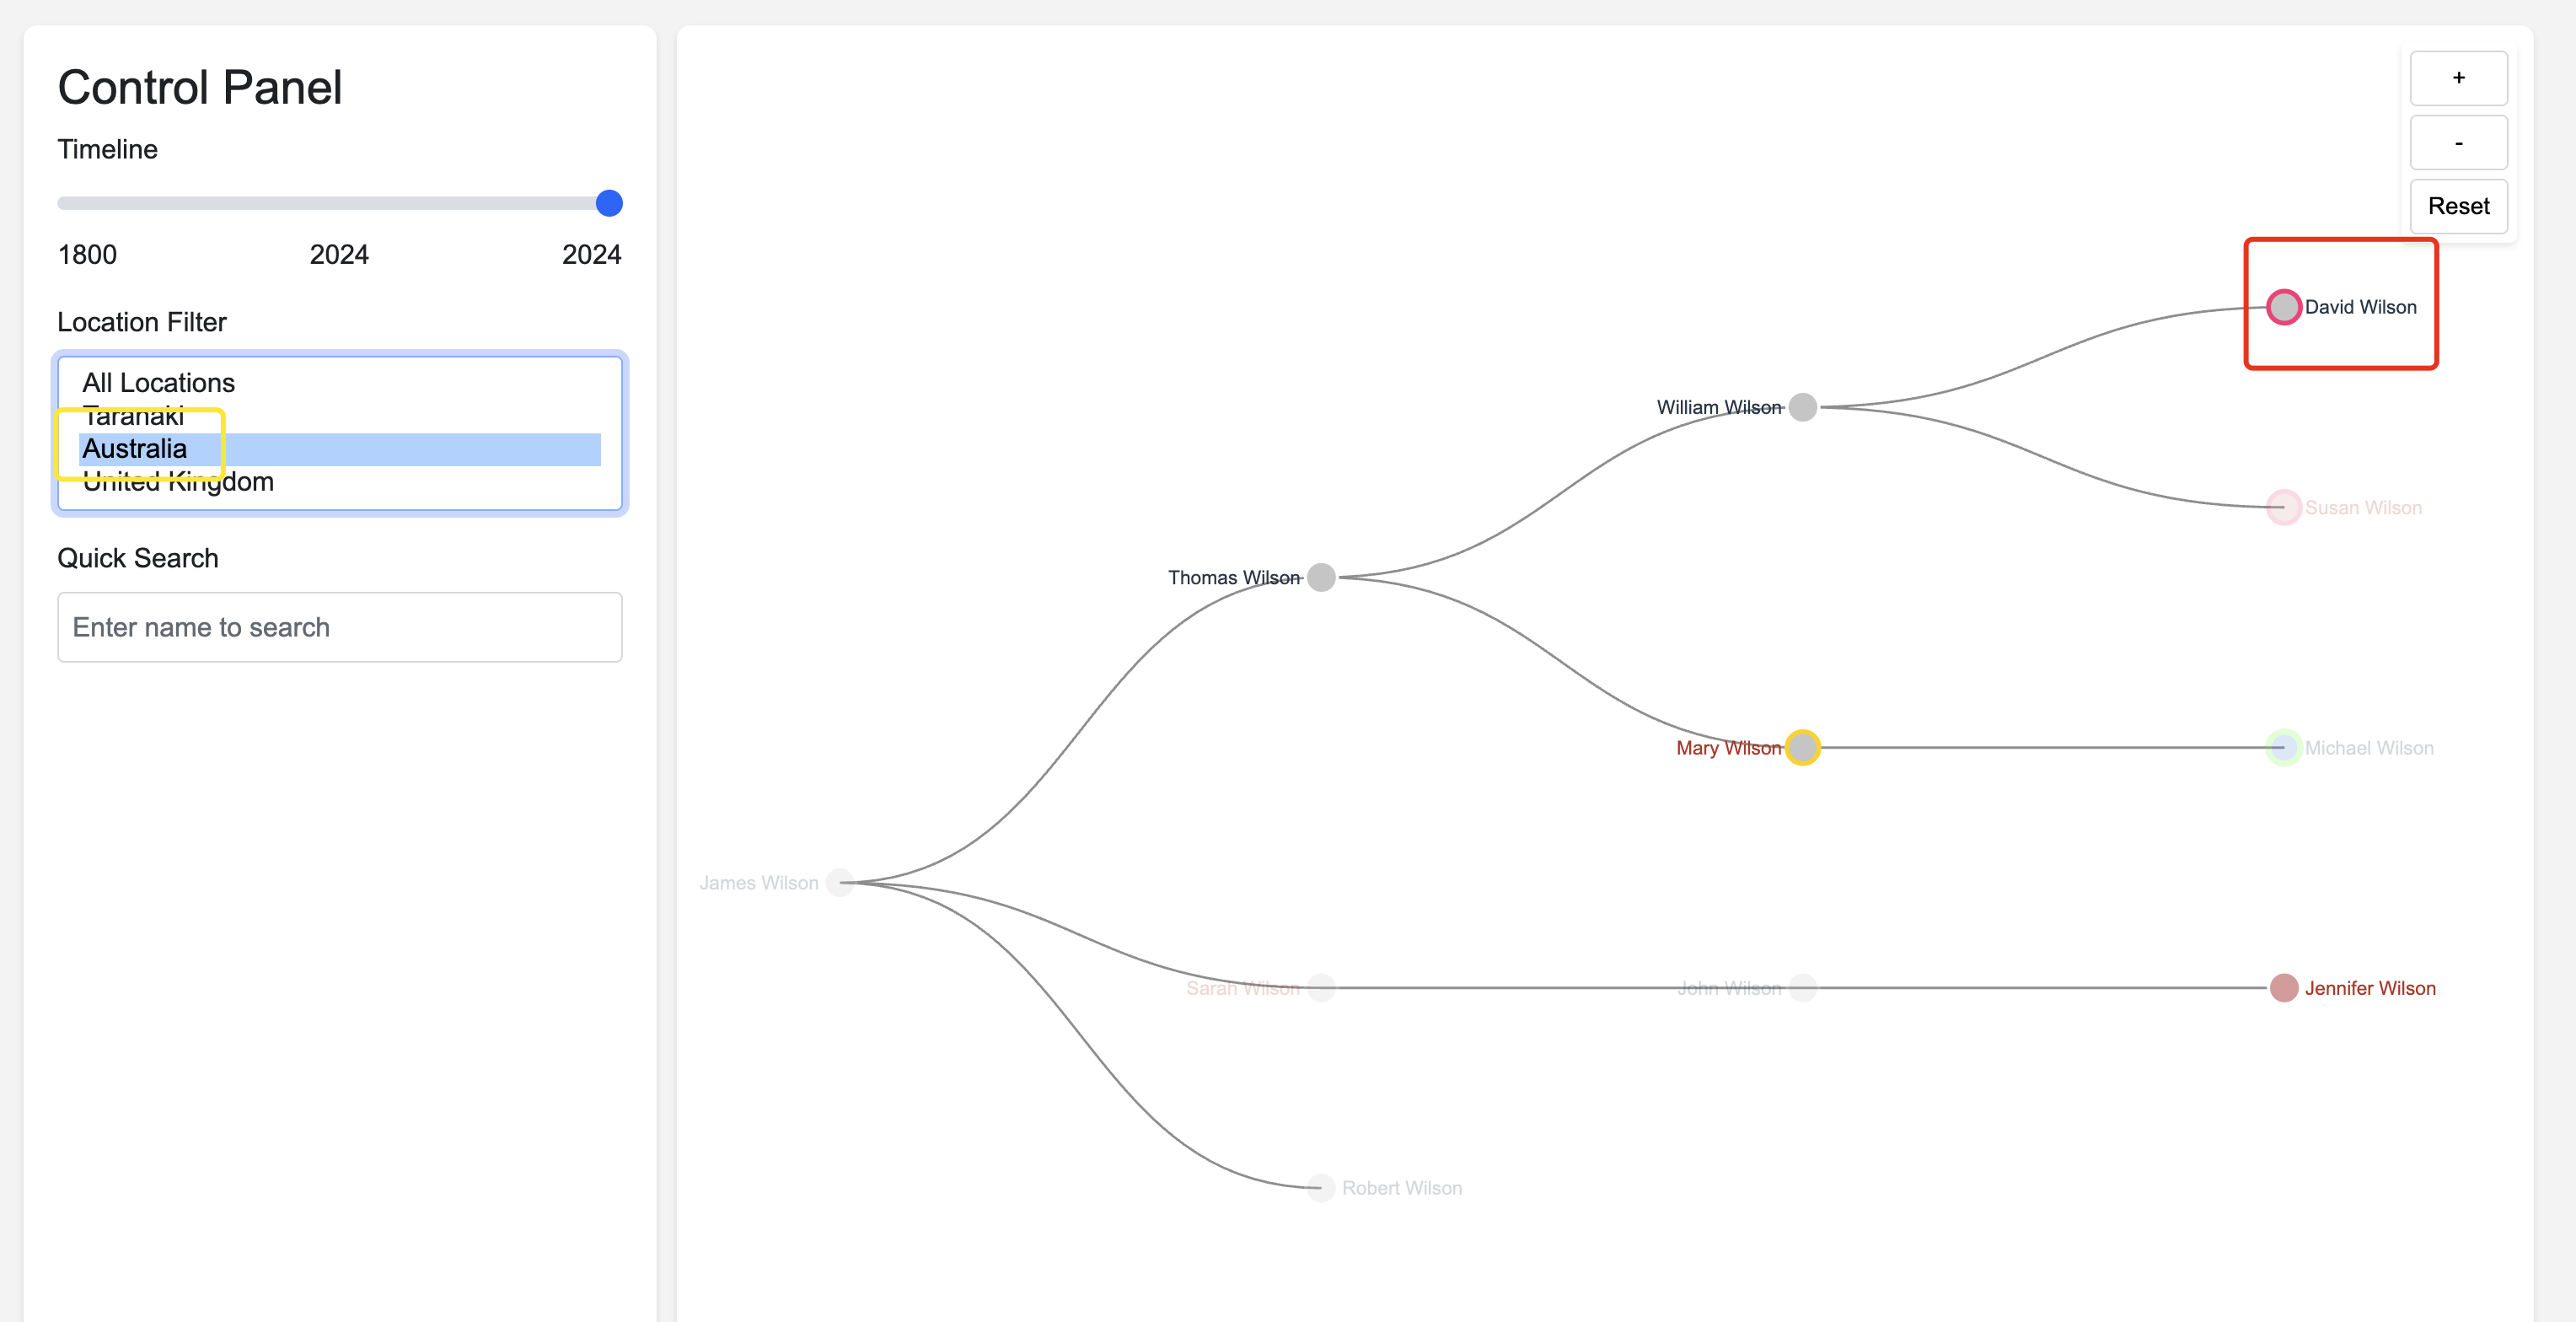 Control Panel
Timeline
1800 2024 2024
Location Filter
All Locations
Taranaki
Australia
United Kingdom
Quick Search
Enter name to search
+
-
Reset
David Wilson
William Wilson
Susan Wilson
Thomas Wilson
Mary Wilson
Michael Wilson
James Wilson
Sarah Wilson
John Wilson
Jennifer Wilson
Robert Wilson